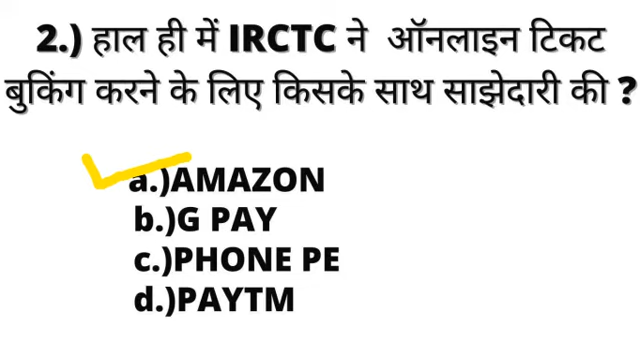 2.) हाल ही में IRCTC ने ऑनलाइन टिकट
बुकिंग करने के लिए किसके साथ साझेदारी की ?
a.)AMAZON
b.)G PAY
c.)PHONE PE
d.)PAYTM